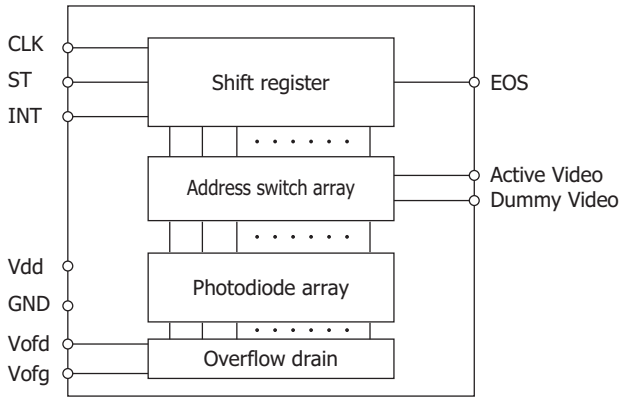 CLK
ST
INT
Shift register
EOS
Address switch array
Active Video
Dummy Video
Vdd
GND
Photodiode array
Vofd
Vofg
Overflow drain